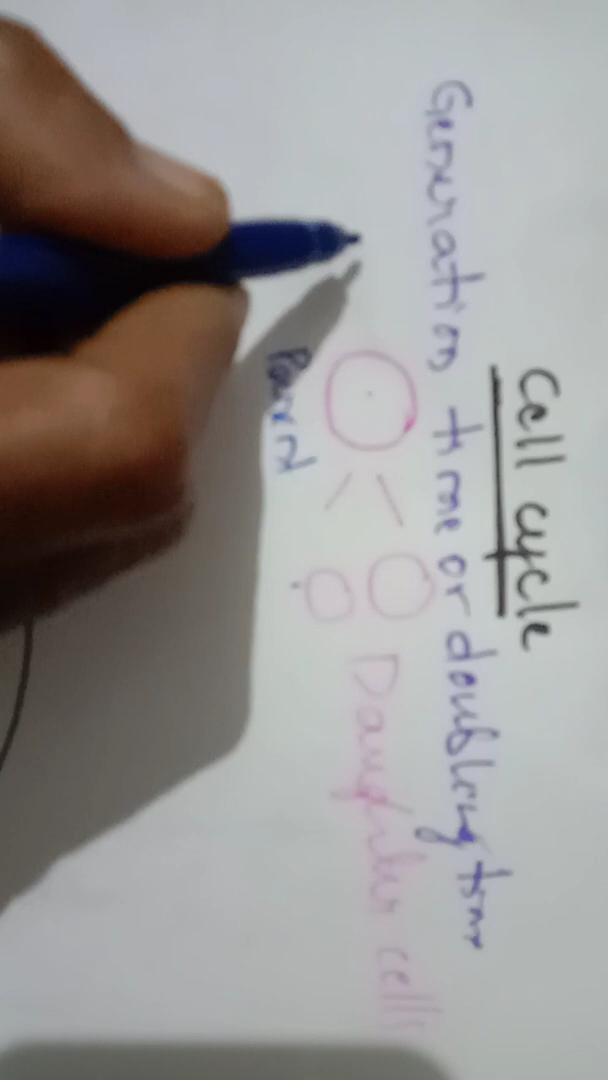 Cell cycle
Generation time or doubling time
Daughter cells
Parent